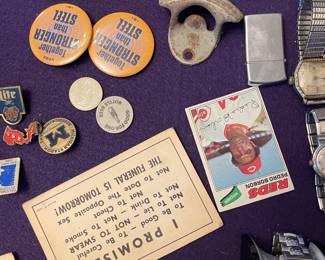 Together
STRONGER
than
STEEL
Together
STRONGER
than
STEEL
Lite
REDS
PEDRO BORBON
I PROMIS
To Be Good - To Be Careful
Not To Lie - Not To Smoke
Not To Drink - NOT TO SWEAR
Not To Cheat
Not To Date the Opposite Sex
THE FUNERAL IS TOMORROW!